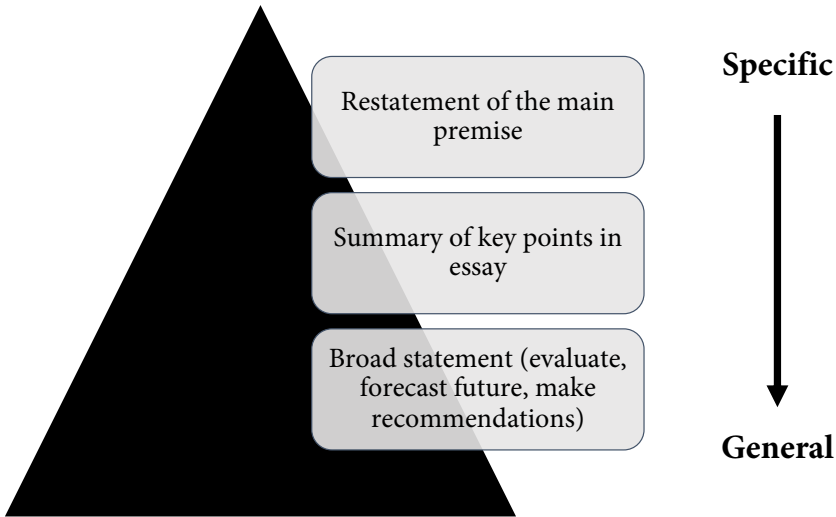 Specific
Restatement of the main
premise
Summary of key points in
essay
Broad statement (evaluate,
forecast future, make
recommendations)
General